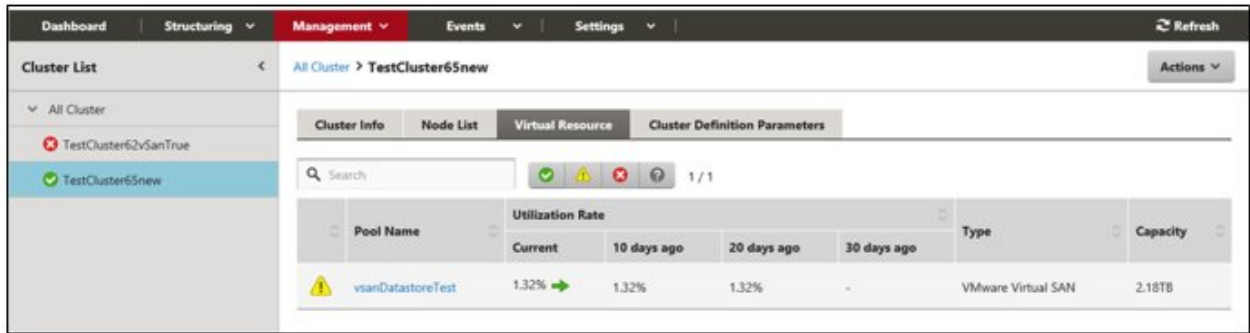 Dashboard Structuring Management Events Settings Refresh
Cluster List
All Cluster > TestCluster65new Actions
All Cluster
TestCluster62vSanTrue
TestCluster65new
Cluster Info Node List Virtual Resource Cluster Definition Parameters
Search 1 / 1
Pool Name Utilization Rate Type Capacity
Current 10 days ago 20 days ago 30 days ago
vsanDatastoreTest 1.32% 1.32% 1.32% - VMware Virtual SAN 2.18TB